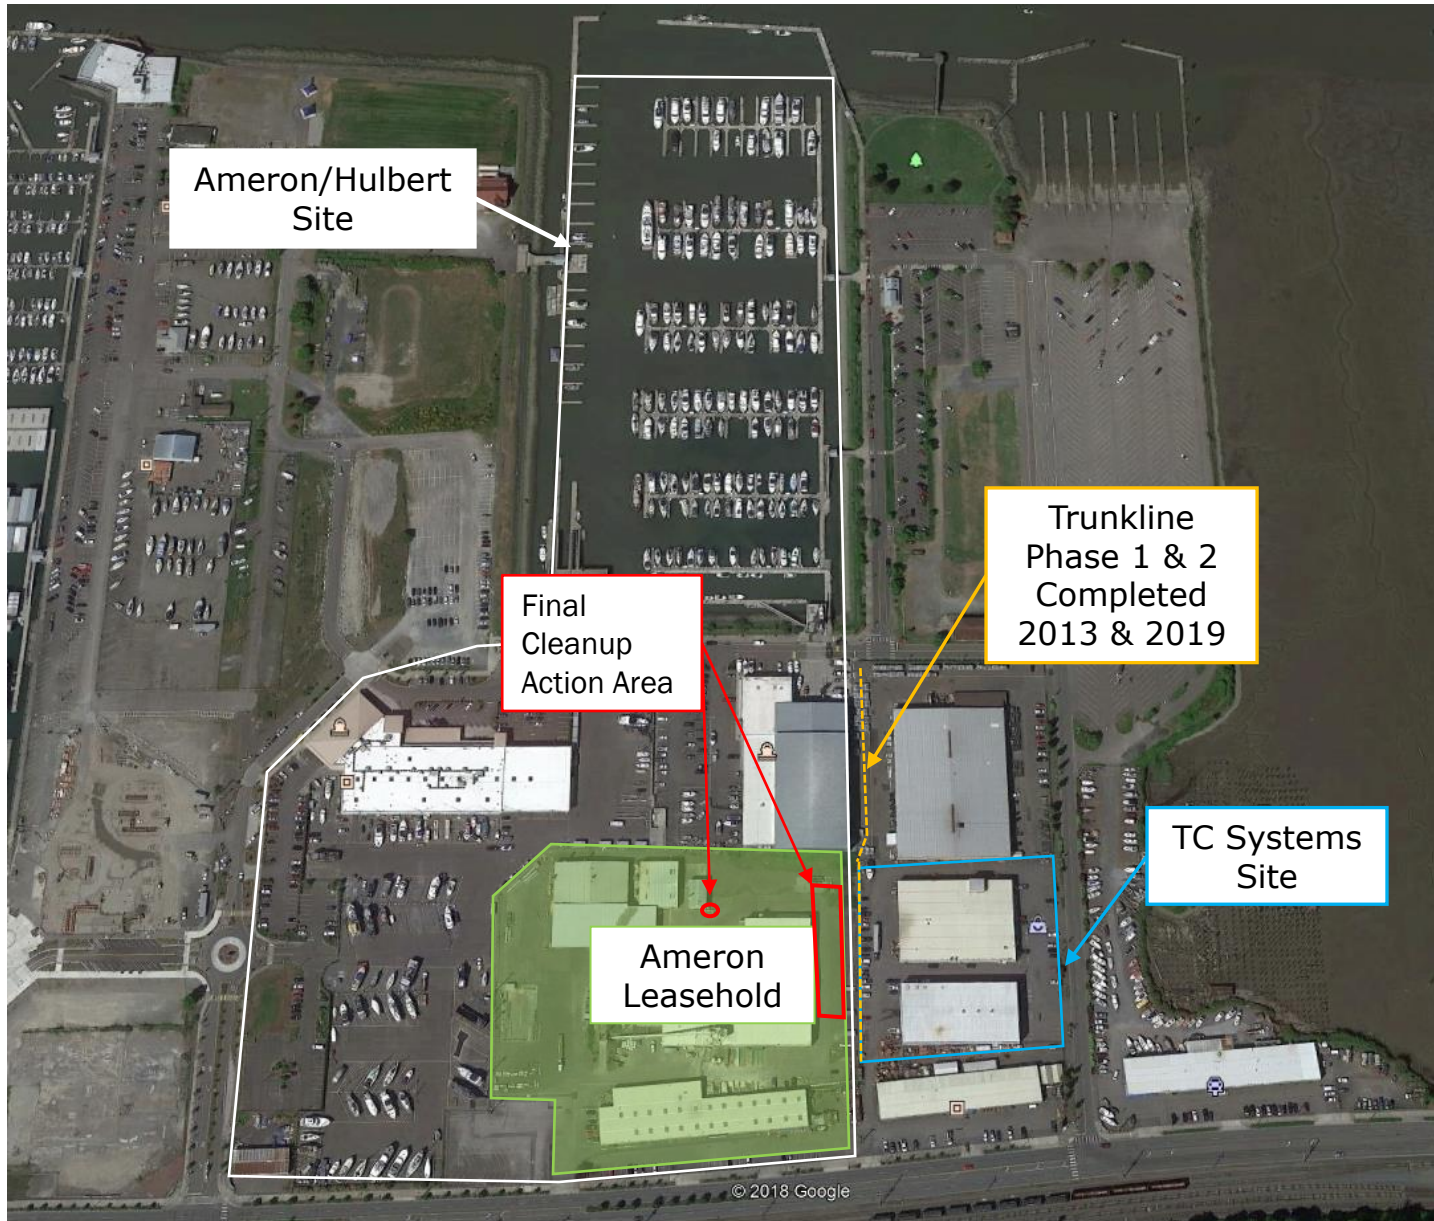 Ameron/Hulbert
Site
Trunkline
Phase 1 & 2
Completed
2013 & 2019
Final
Cleanup
Action Area
TC Systems
Site
Ameron
Leasehold
© 2018 Google